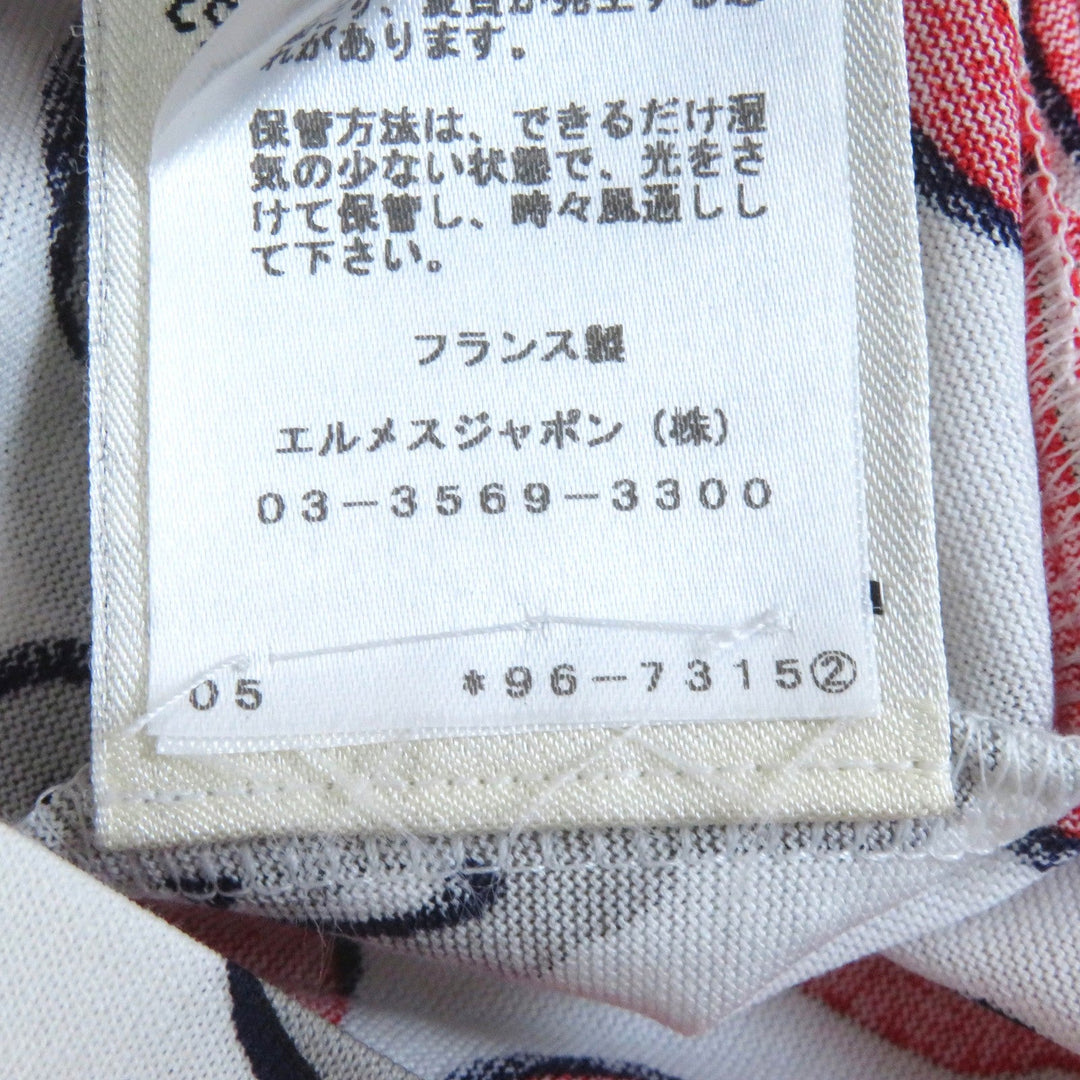 れがあります。
保管方法は、できるだけ湿
気の少ない状態で、光をさ
けて保管し、時々風通しし
て下さい。
フランス製
エルメスジャポン（株）
03-3569-3300
05 *96-7315②